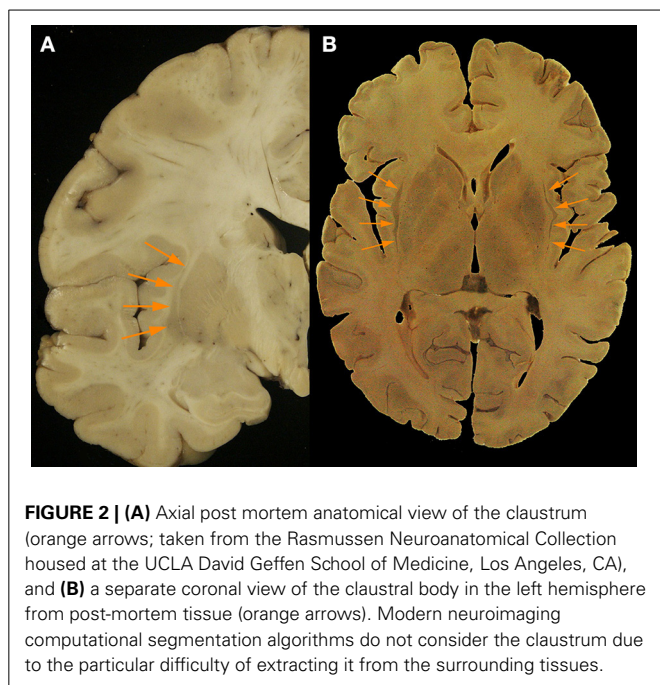 A
B
FIGURE 2 | (A) Axial post mortem anatomical view of the claustrum
(orange arrows; taken from the Rasmussen Neuroanatomical Collection
housed at the UCLA David Geffen School of Medicine, Los Angeles, CA),
and (B) a separate coronal view of the claustral body in the left hemisphere
from post-mortem tissue (orange arrows). Modern neuroimaging
computational segmentation algorithms do not consider the claustrum due
to the particular difficulty of extracting it from the surrounding tissues.